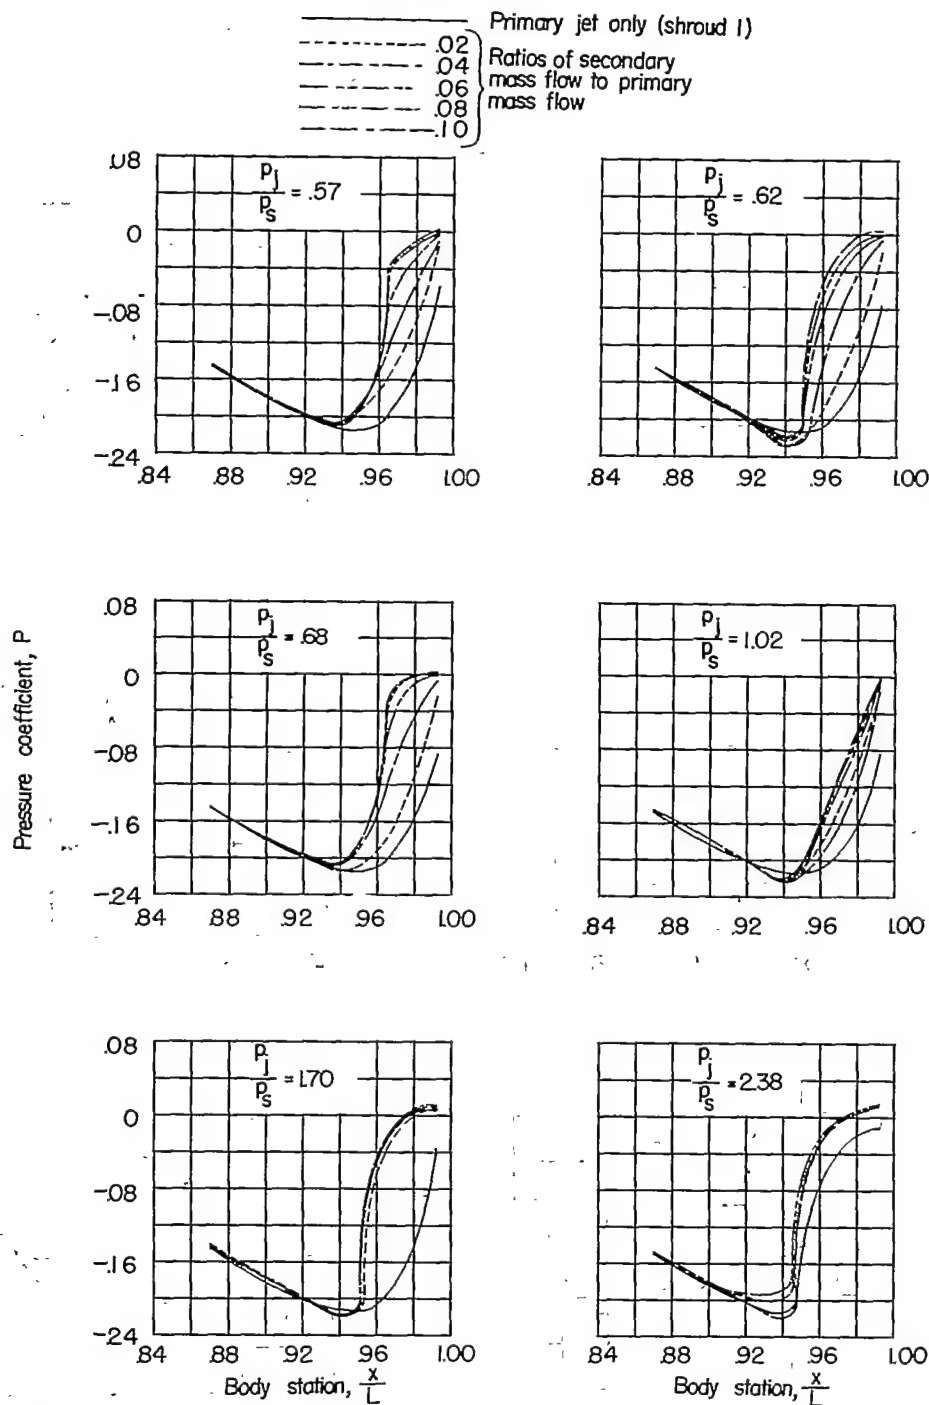 Primary jet only (shroud 1)
.02
.04
.06
.08
.10
Ratios of secondary
mass flow to primary
mass flow
.08
0
-.08
-.16
-.24
.84 .88 .92 .96 1.00
pj/ps = .57
.84 .88 .92 .96 1.00
pj/ps = .62
Pressure coefficient, P
.08
0
-.08
-.16
-.24
.84 .88 .92 .96 1.00
pj/ps = .68
.84 .88 .92 .96 1.00
pj/ps = 1.02
.08
0
-.08
-.16
-.24
.84 .88 .92 .96 1.00
pj/ps = 1.70
Body station, x/L
.84 .88 .92 .96 1.00
pj/ps = 2.38
Body station, x/L